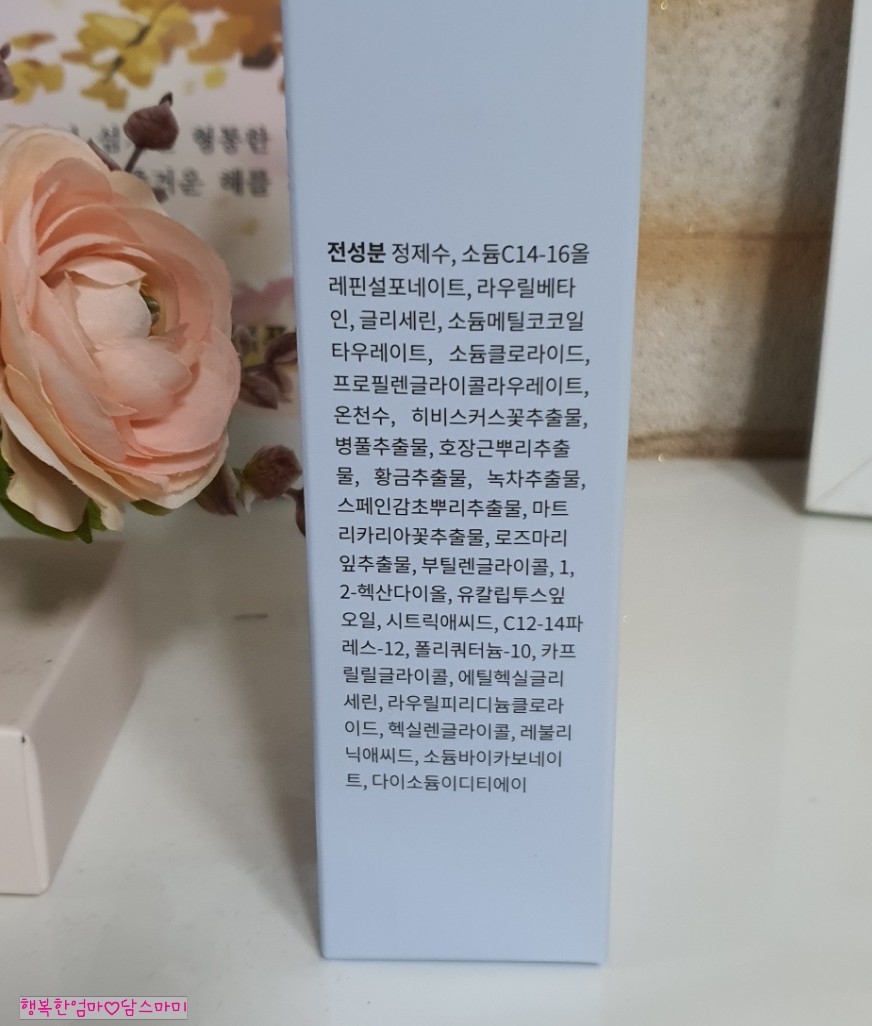 형통한
해를
전성분 정제수, 소듐C14-16올
레핀설포네이트, 라우릴베타
인, 글리세린, 소듐메틸코코일
타우레이트, 소듐클로라이드,
프로필렌글라이콜라우레이트,
온천수, 히비스커스꽃추출물,
병풀추출물, 호장근뿌리추출
물, 황금추출물, 녹차추출물,
스페인감초뿌리추출물, 마트
리카리아꽃추출물, 로즈마리
잎추출물, 부틸렌글라이콜, 1,
2-헥산다이올, 유칼립투스잎
오일, 시트릭애씨드, C12-14파
레스-12, 폴리쿼터늄-10, 카프
릴릴글라이콜, 에틸헥실글리
세린, 라우릴피리디늄클로라
이드, 헥실렌글라이콜, 레불리
닉애씨드, 소듐바이카보네이
트, 다이소듐이디티에이
행복한엄마♡담스마미